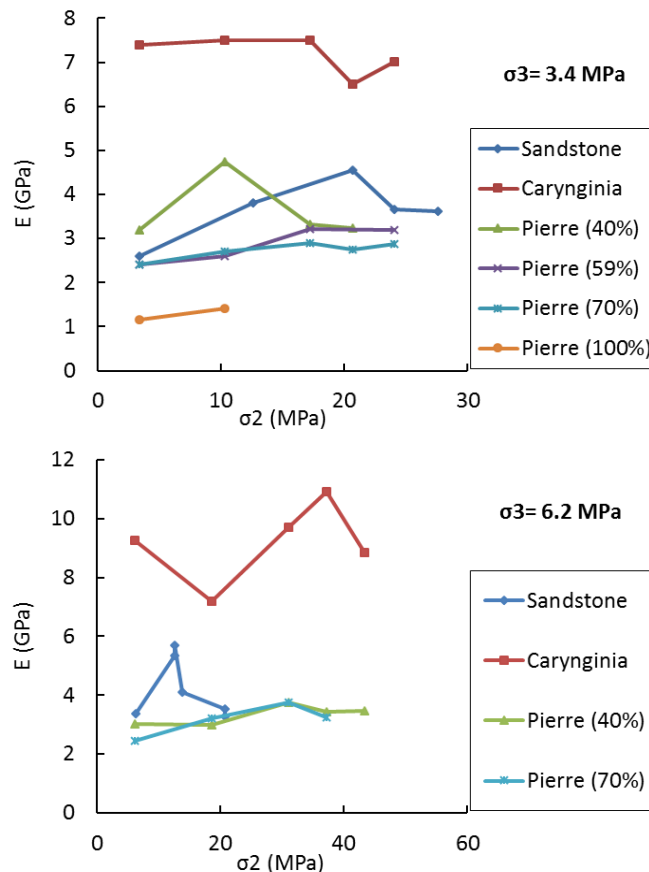 8
7
σ3= 3.4 MPa
6
Sandstone
5
Carynginia
E (GPa)
4
Pierre (40%)
3
Pierre (59%)
2
Pierre (70%)
1
Pierre (100%)
0
0 10 20 30
σ2 (MPa)
12
10
σ3= 6.2 MPa
8
Sandstone
E (GPa)
6
Carynginia
4
Pierre (40%)
2
Pierre (70%)
0
0 20 40 60
σ2 (MPa)